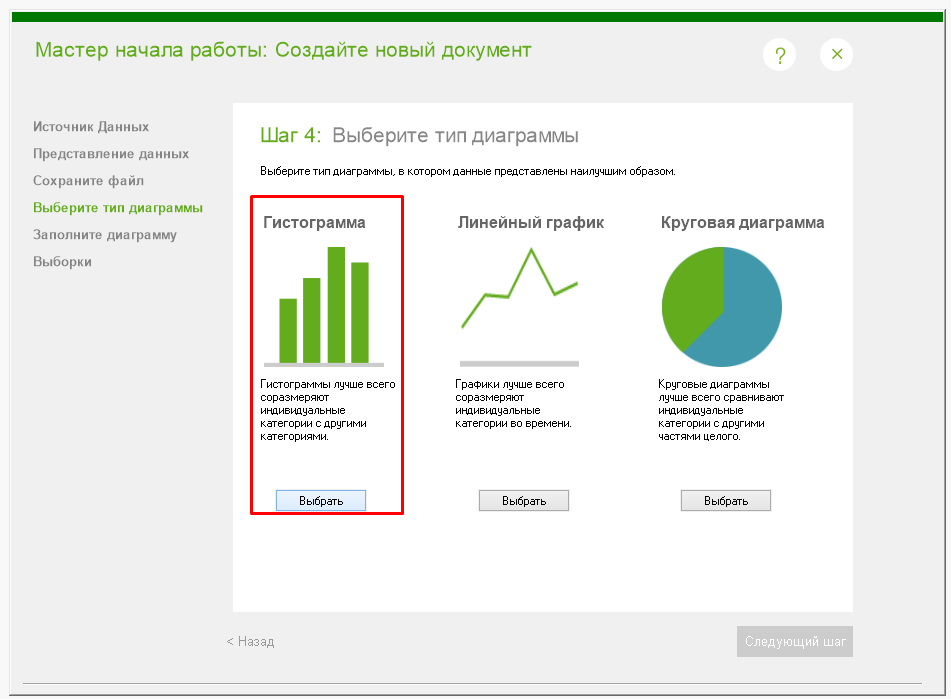 Мастер начала работы: Создайте новый документ
?
Источник Данных
Представление данных
Сохраните файл
Выберите тип диаграммы
Заполните диаграмму
Выборки
Шаг 4: Выберите тип диаграммы
Выберите тип диаграммы, в котором данные представлены наилучшим образом.
Гистограмма
Гистограммы лучше всего
соразмеряют
индивидуальные
категории с другими
категориями.
Выбрать
Линейный график
Графики лучше всего
соразмеряют
индивидуальные
категории во времени.
Выбрать
Круговая диаграмма
Круговые диаграммы
лучше всего сравнивают
индивидуальные
категории с другими
частями целого.
Выбрать
< Назад
Следующий шаг